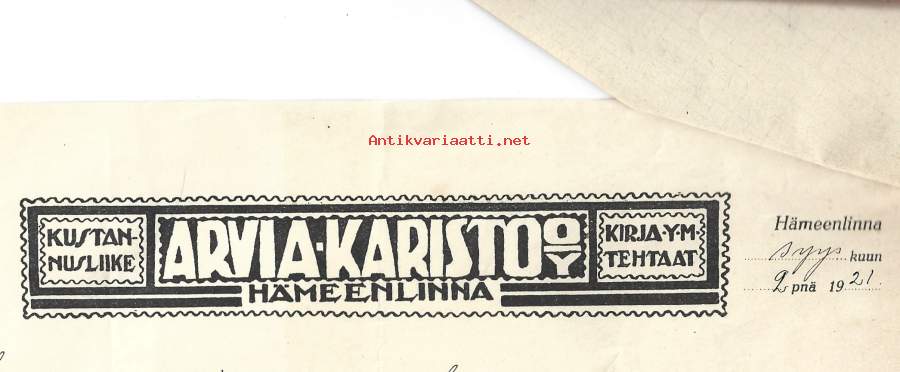 Antikvariaatti.net
KUSTAN-
NUSLIIKE
ARVI A. KARISTO OY
KIRJA-Y.M.
TEHTAAT
HÄMEENLINNA
Hämeenlinna
syys kuun
2 pnä 1921.